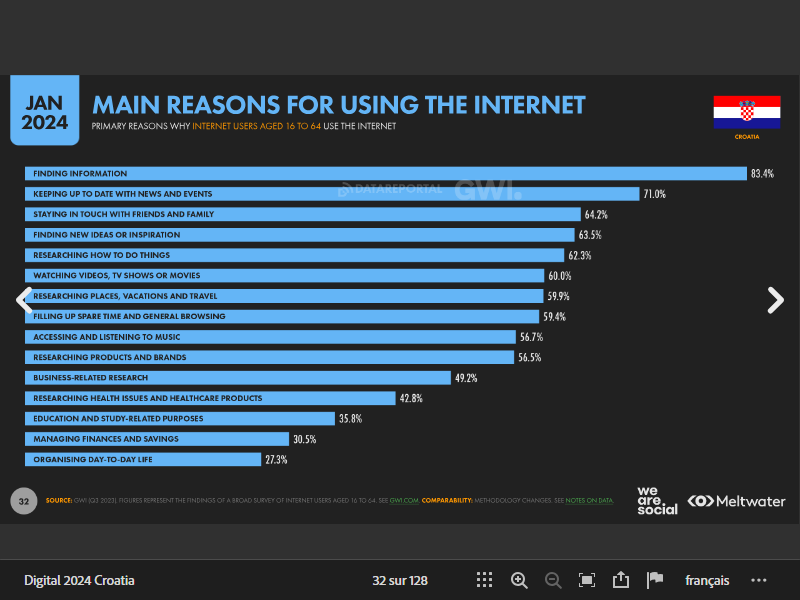 JAN
2024
MAIN REASONS FOR USING THE INTERNET
PRIMARY REASONS WHY INTERNET USERS AGED 16 TO 64 USE THE INTERNET
CROATIA
DATAREPORTAL GWI.
FINDING INFORMATION 83.4%
KEEPING UP TO DATE WITH NEWS AND EVENTS 71.0%
STAYING IN TOUCH WITH FRIENDS AND FAMILY 64.2%
FINDING NEW IDEAS OR INSPIRATION 63.5%
RESEARCHING HOW TO DO THINGS 62.3%
WATCHING VIDEOS, TV SHOWS OR MOVIES 60.0%
RESEARCHING PLACES, VACATIONS AND TRAVEL 59.9%
FILLING UP SPARE TIME AND GENERAL BROWSING 59.4%
ACCESSING AND LISTENING TO MUSIC 56.7%
RESEARCHING PRODUCTS AND BRANDS 56.5%
BUSINESS-RELATED RESEARCH 49.2%
RESEARCHING HEALTH ISSUES AND HEALTHCARE PRODUCTS 42.8%
EDUCATION AND STUDY-RELATED PURPOSES 35.8%
MANAGING FINANCES AND SAVINGS 30.5%
ORGANISING DAY-TO-DAY LIFE 27.3%
32
SOURCE: GWI (Q3 2023). FIGURES REPRESENT THE FINDINGS OF A BROAD SURVEY OF INTERNET USERS AGED 16 TO 64. SEE GWI.COM. COMPARABILITY: METHODOLOGY CHANGES. SEE NOTES ON DATA.
we
are.
social
Meltwater
Digital 2024 Croatia
32 sur 128
français